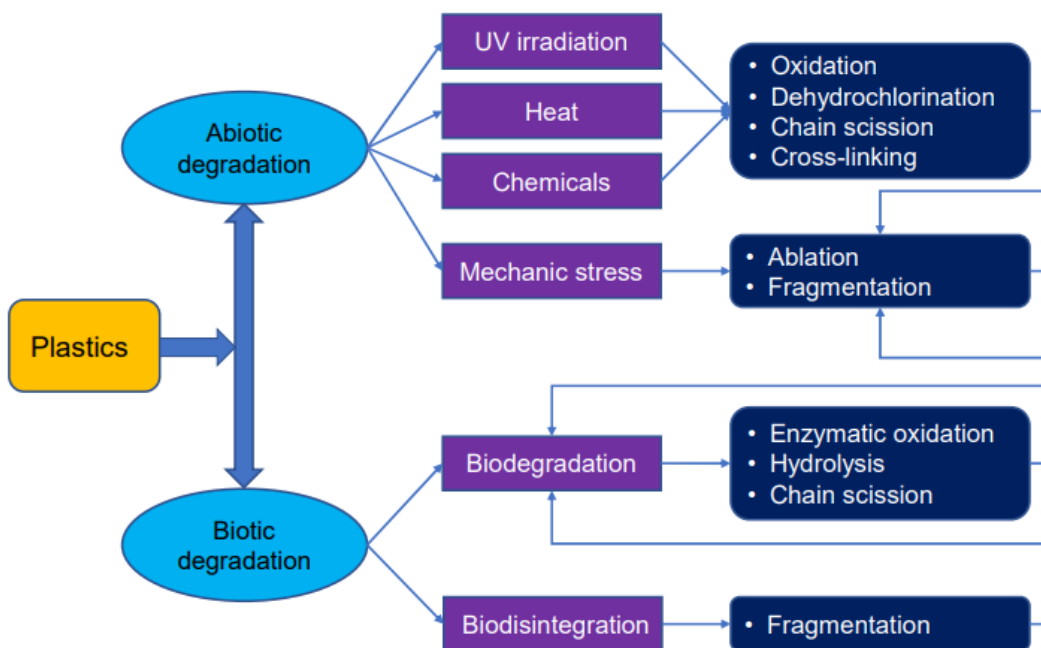 Plastics
Abiotic
degradation
Biotic
degradation
UV irradiation
Heat
Chemicals
Mechanic stress
Biodegradation
Biodisintegration
• Oxidation
• Dehydrochlorination
• Chain scission
• Cross-linking
• Ablation
• Fragmentation
• Enzymatic oxidation
• Hydrolysis
• Chain scission
• Fragmentation